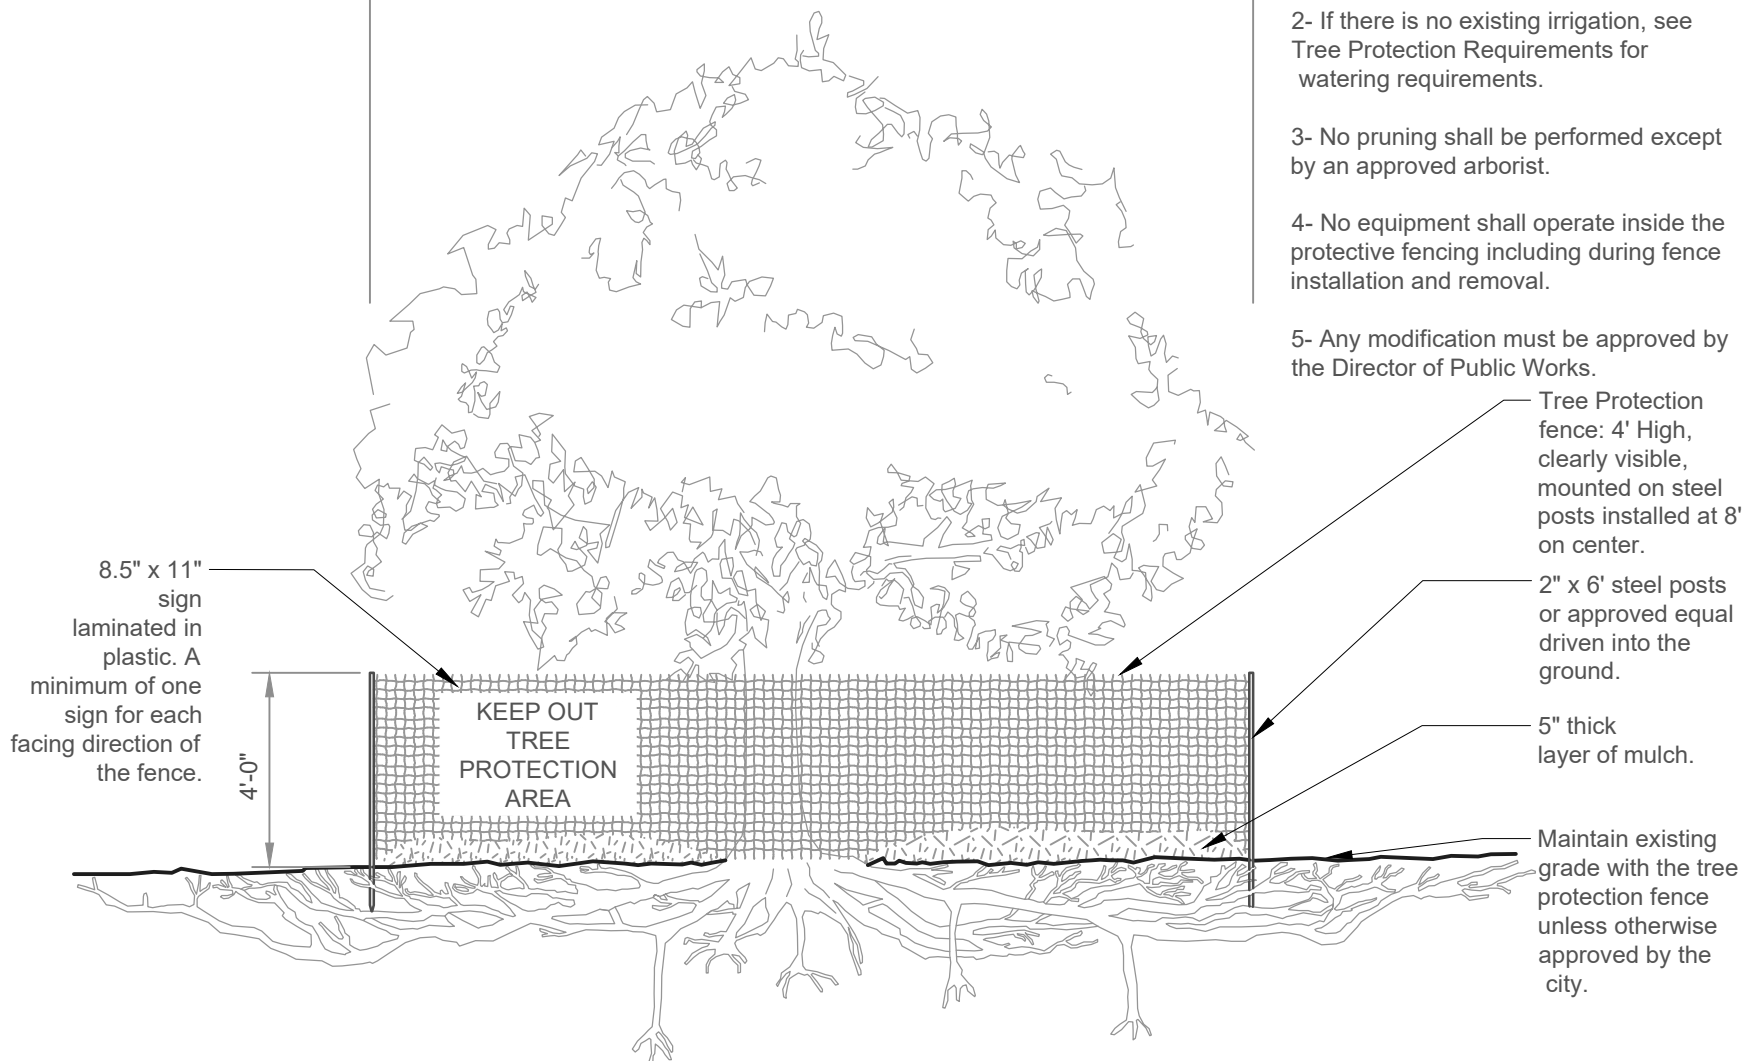 2- If there is no existing irrigation, see
Tree Protection Requirements for
watering requirements.
3- No pruning shall be performed except
by an approved arborist.
4- No equipment shall operate inside the
protective fencing including during fence
installation and removal.
5- Any modification must be approved by
the Director of Public Works.
Tree Protection
fence: 4' High,
clearly visible,
mounted on steel
posts installed at 8'
on center.
8.5" x 11"
sign
laminated in
plastic. A
minimum of one
sign for each
facing direction of
the fence.
2" x 6' steel posts
or approved equal
driven into the
ground.
4'-0"
KEEP OUT
TREE
PROTECTION
AREA
5" thick
layer of mulch.
Maintain existing
grade with the tree
protection fence
unless otherwise
approved by the
city.